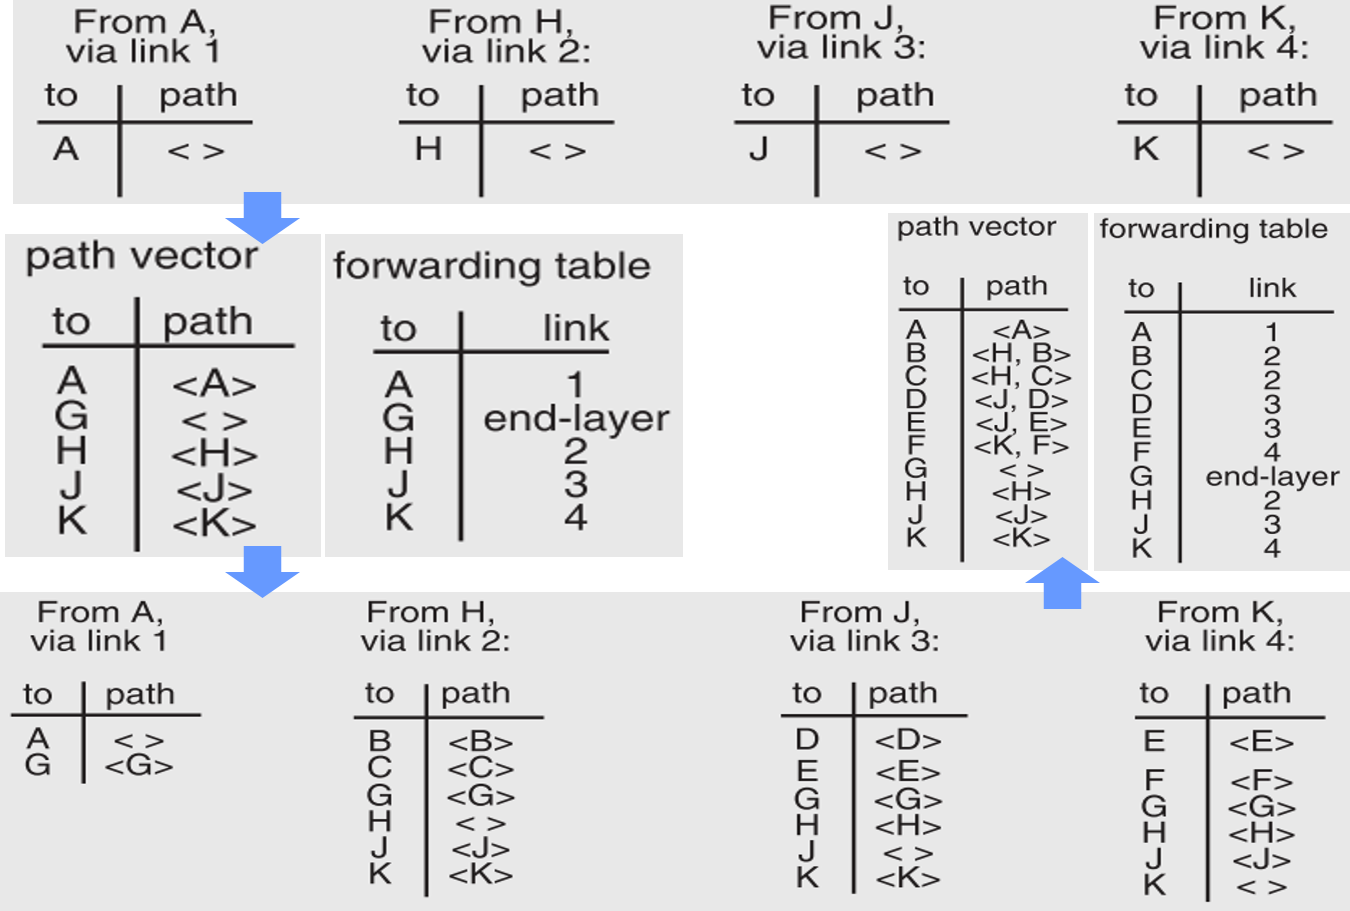 From A,
via link 1
to path
A < >
From H,
via link 2:
to path
H < >
From J,
via link 3:
to path
J < >
From K,
via link 4:
to path
K < >
path vector
to path
A <A>
G < >
H <H>
J <J>
K <K>
forwarding table
to link
A 1
G end-layer
H 2
J 3
K 4
path vector
to path
A <A>
B <H, B>
C <H, C>
D <J, D>
E <J, E>
F <K, F>
G < >
H <H>
J <J>
K <K>
forwarding table
to link
A 1
B 2
C 2
D 3
E 3
F 4
G end-layer
H 2
J 3
K 4
From A,
via link 1
to path
A < >
G <G>
From H,
via link 2:
to path
B <B>
C <C>
G <G>
H < >
J <J>
K <K>
From J,
via link 3:
to path
D <D>
E <E>
G <G>
H <H>
J < >
K <K>
From K,
via link 4:
to path
E <E>
F <F>
G <G>
H <H>
J <J>
K < >